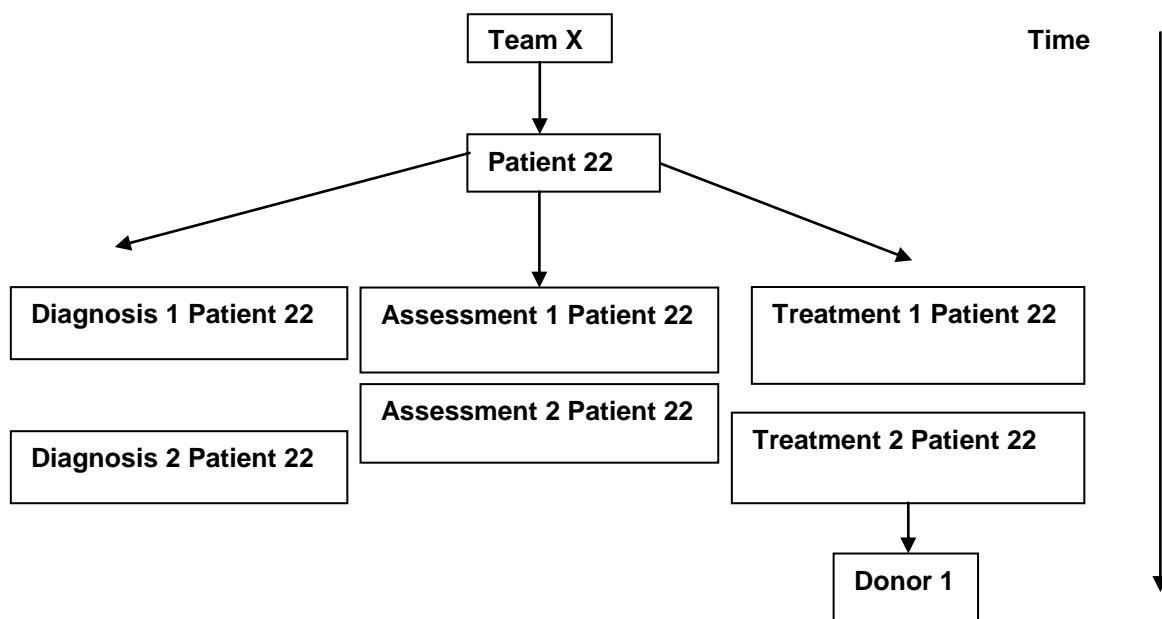 Team X
Time
Patient 22
Diagnosis 1 Patient 22
Assessment 1 Patient 22
Treatment 1 Patient 22
Assessment 2 Patient 22
Diagnosis 2 Patient 22
Treatment 2 Patient 22
Donor 1